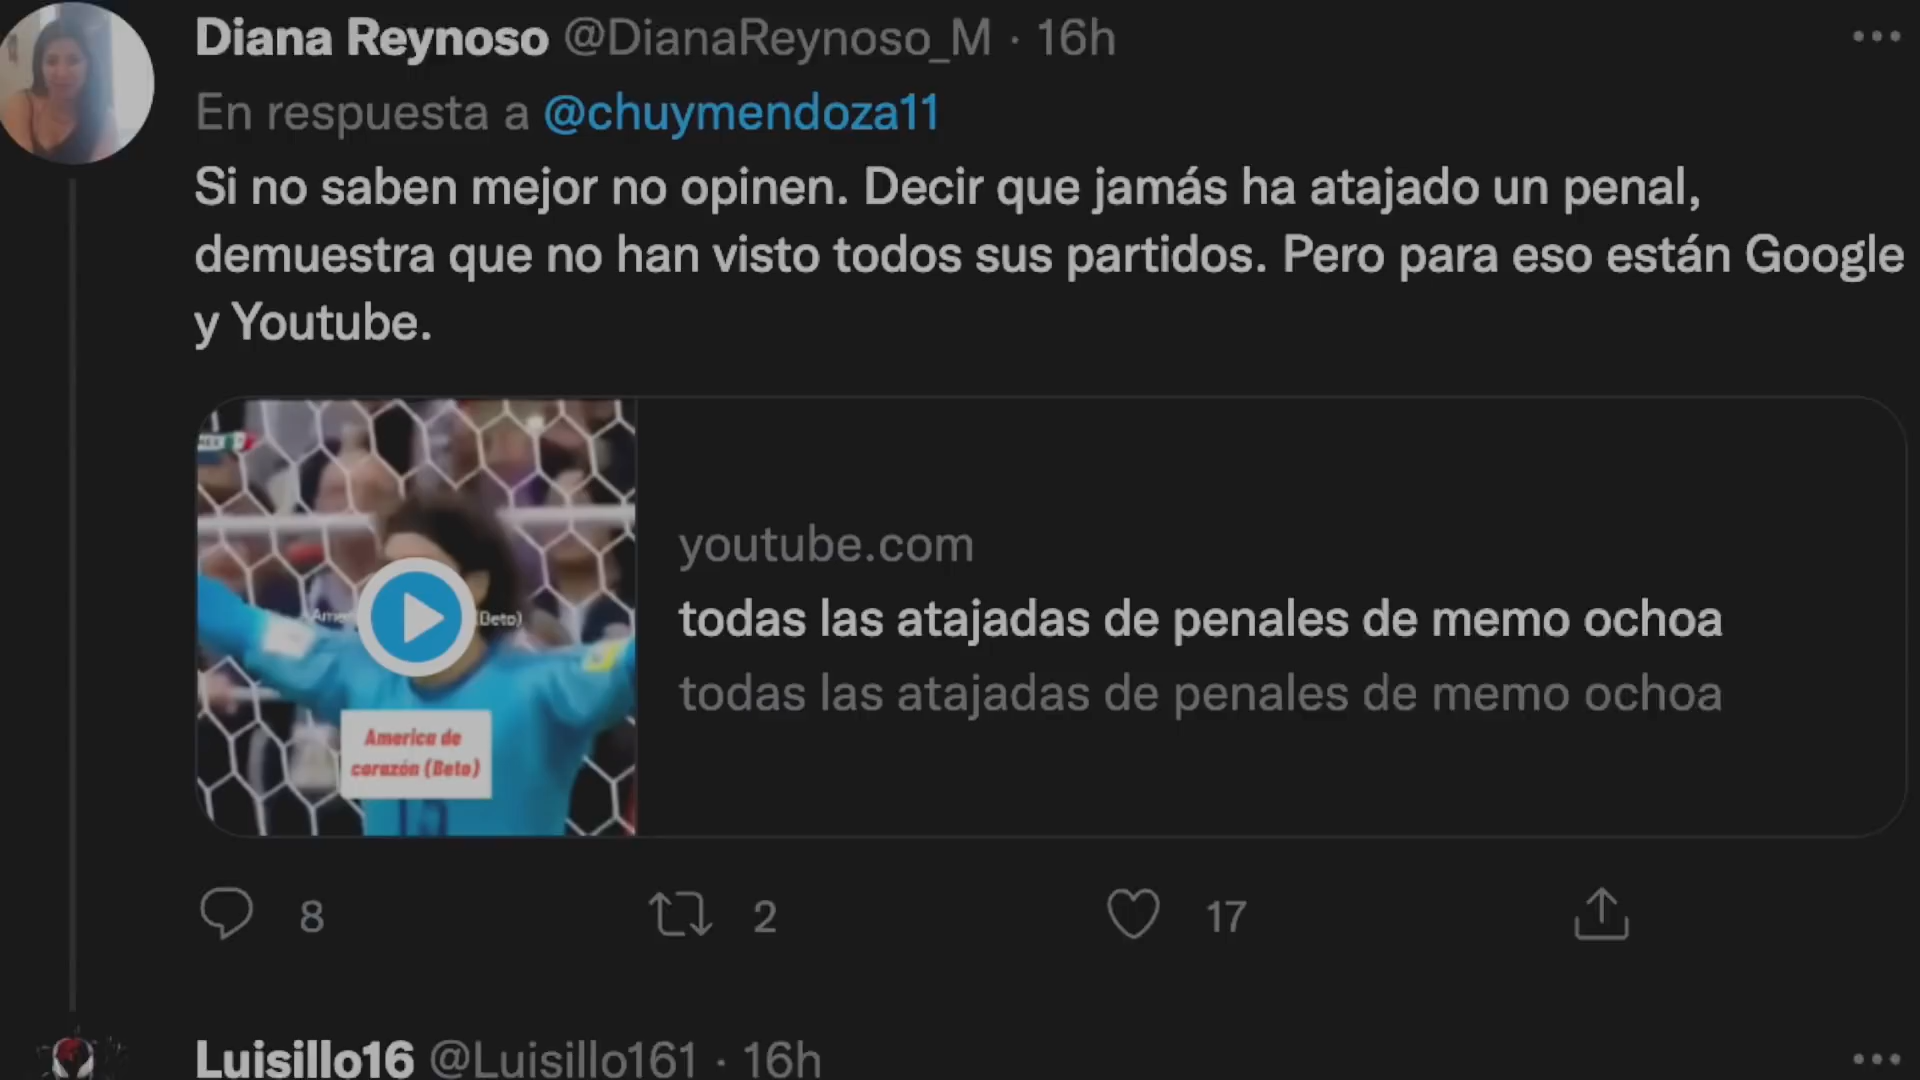 Diana Reynoso @DianaReynoso_M · 16h
En respuesta a @chuymendoza11
Si no saben mejor no opinen. Decir que jamás ha atajado un penal,
demuestra que no han visto todos sus partidos. Pero para eso están Google
y Youtube.
MEX
youtube.com
Ame (Beto)
todas las atajadas de penales de memo ochoa
todas las atajadas de penales de memo ochoa
America de
corazón (Beto)
8 2 17
Luisillo16 @Luisillo161 · 16h